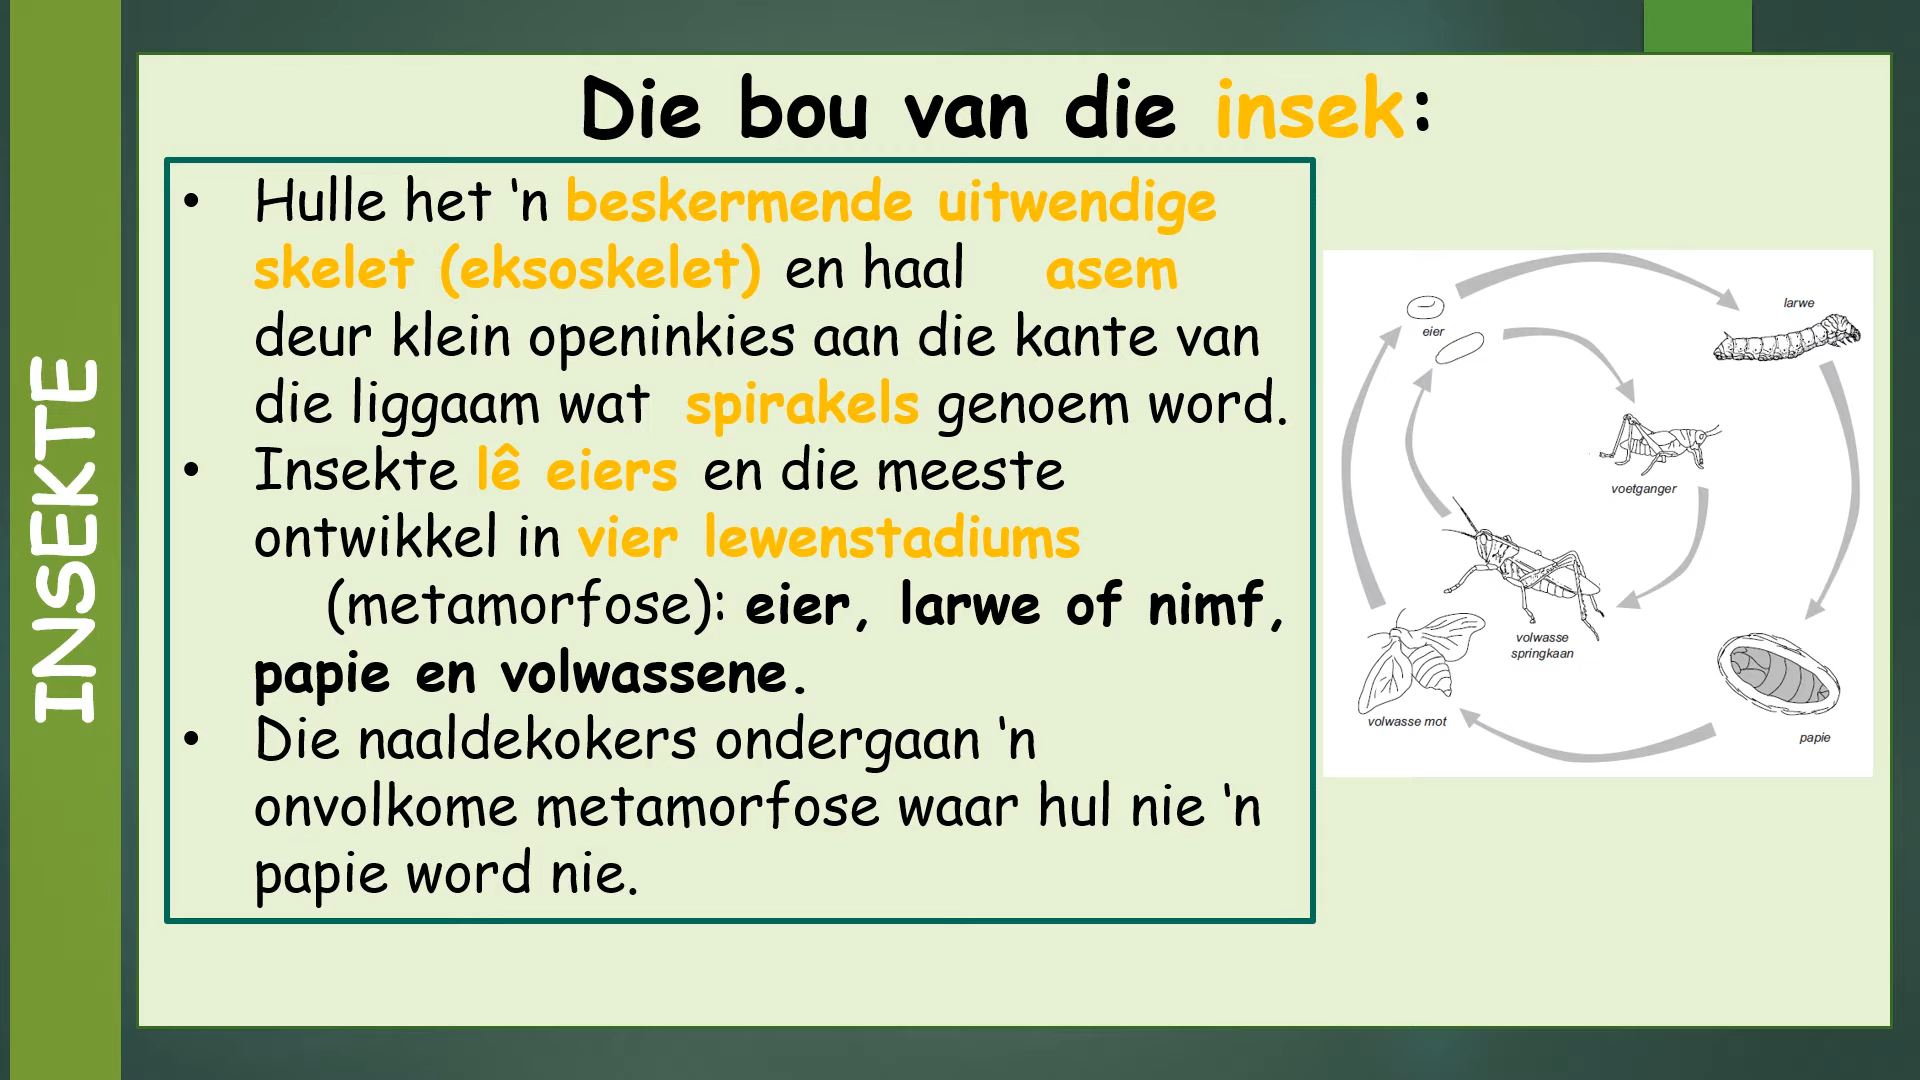 INSEKTE
Die bou van die insek:
• Hulle het ‘n beskermende uitwendige
skelet (eksoskelet) en haal asem
deur klein openinkies aan die kante van
die liggaam wat spirakels genoem word.
• Insekte lê eiers en die meeste
ontwikkel in vier lewenstadiums
(metamorfose): eier, larwe of nimf,
papie en volwassene.
• Die naaldekokers ondergaan ‘n
onvolkome metamorfose waar hul nie ‘n
papie word nie.
eier
larwe
voetganger
volwasse
springkaan
volwasse mot
papie